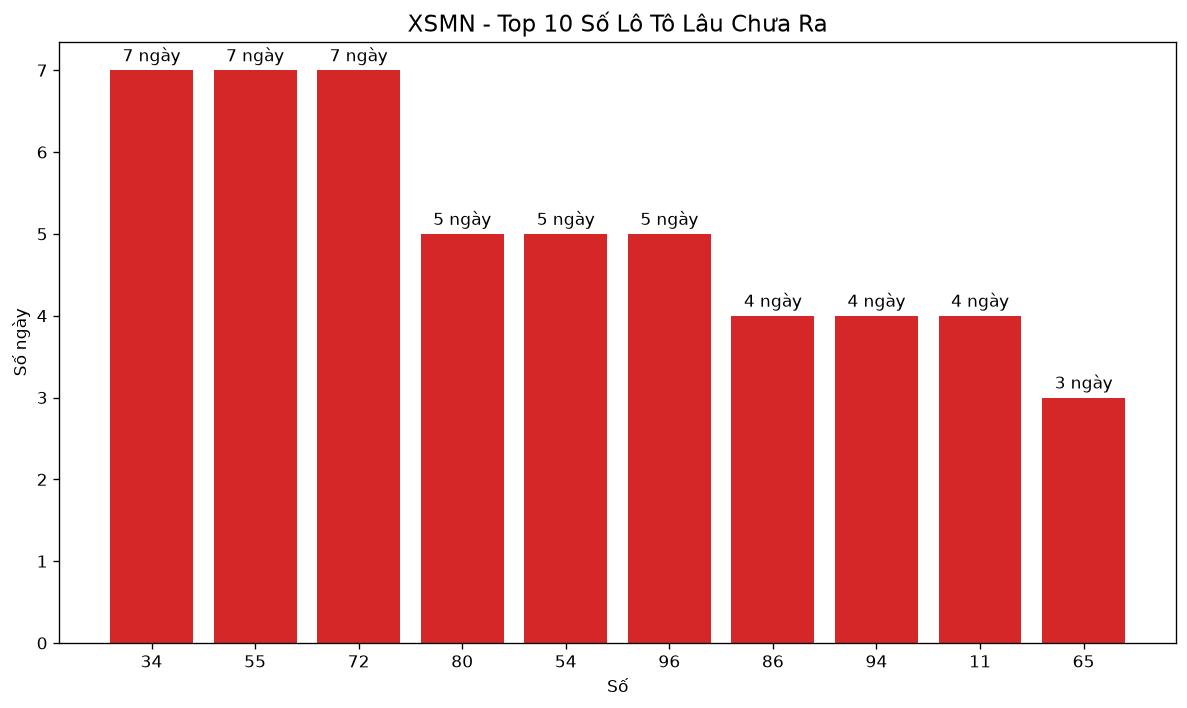 XSMN - Top 10 Số Lô Tô Lâu Chưa Ra
7 ngày 7 ngày 7 ngày
5 ngày 5 ngày 5 ngày
4 ngày 4 ngày 4 ngày
3 ngày
Số ngày
7
6
5
4
3
2
1
0
34 55 72 80 54 96 86 94 11 65
Số